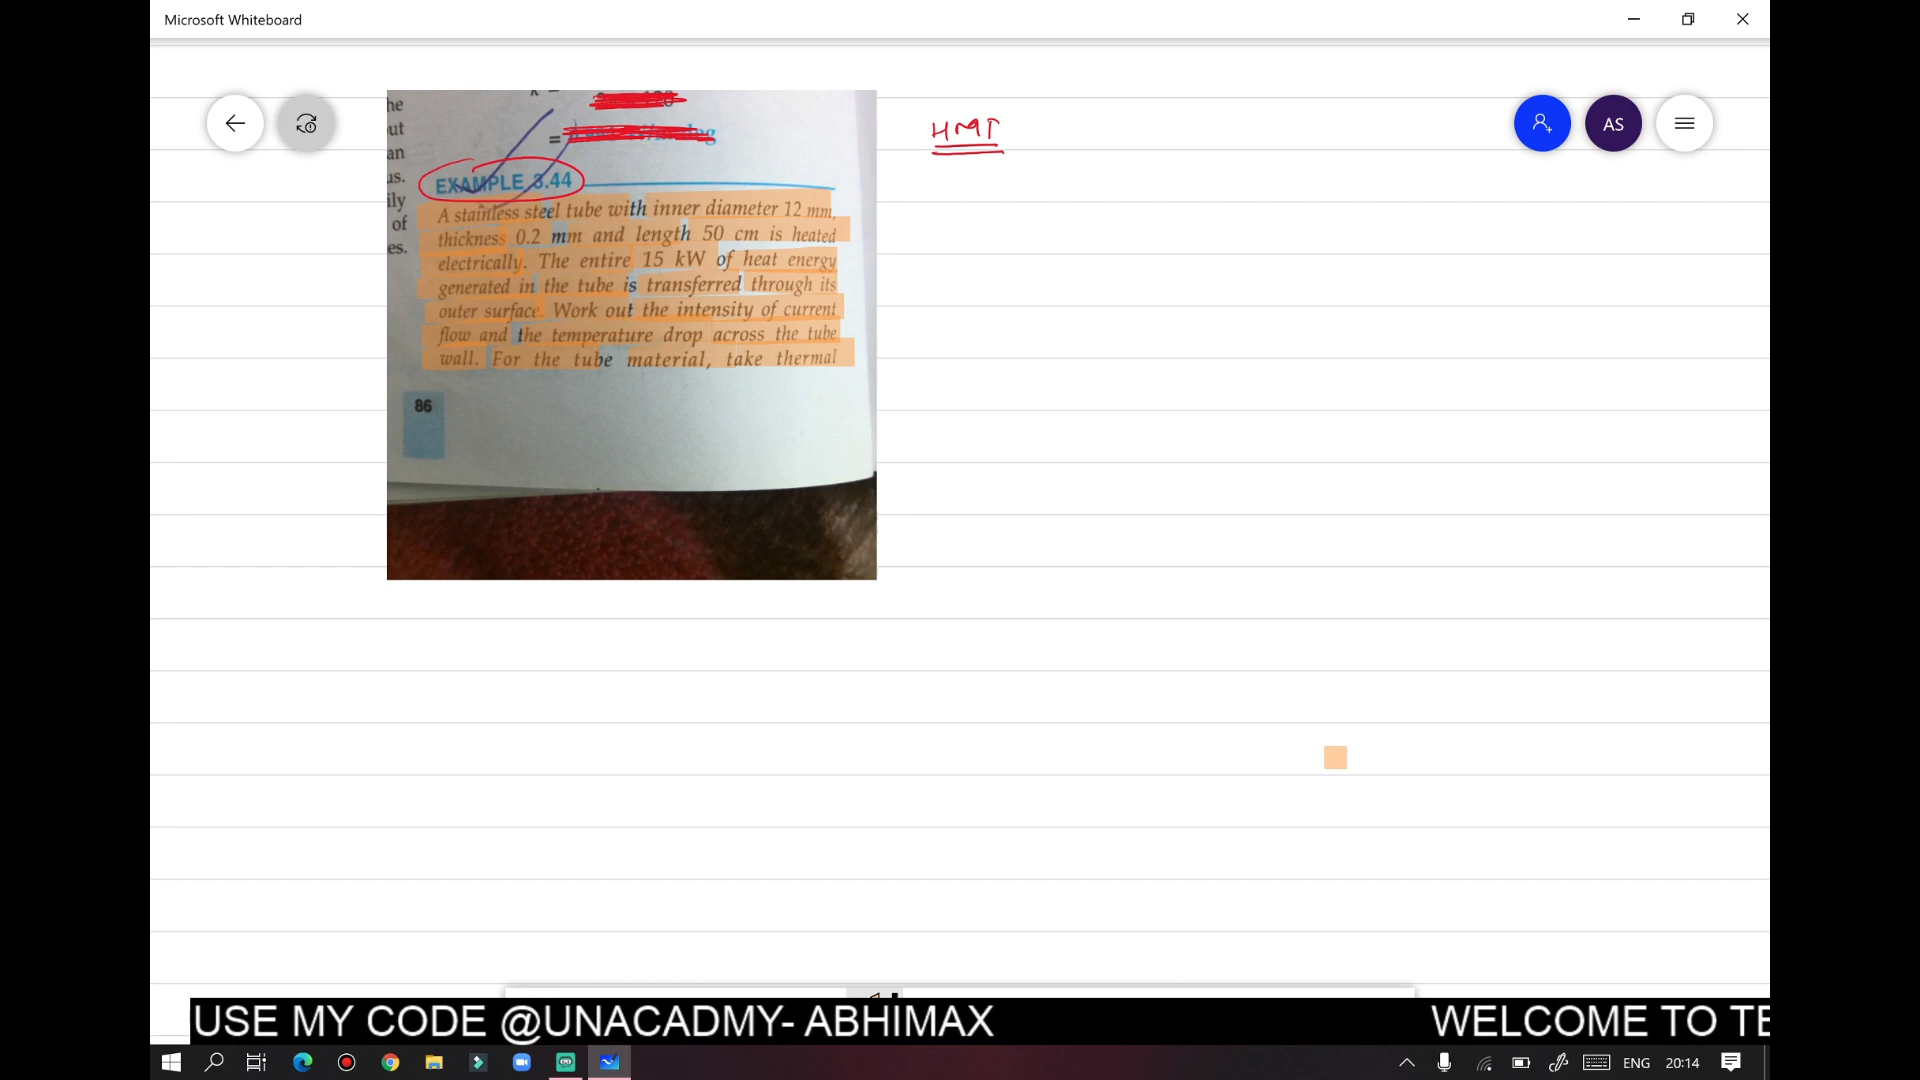 Microsoft Whiteboard
he
ut
an
us.
ily
of
es.
=
EXAMPLE 3.44
A stainless steel tube with inner diameter 12 mm,
thickness 0.2 mm and length 50 cm is heated
electrically. The entire 15 kW of heat energy
generated in the tube is transferred through its
outer surface. Work out the intensity of current
flow and the temperature drop across the tube
wall. For the tube material, take thermal
86
HMT
AS
USE MY CODE @UNACADMY- ABHIMAX
WELCOME TO TE
ENG
20:14